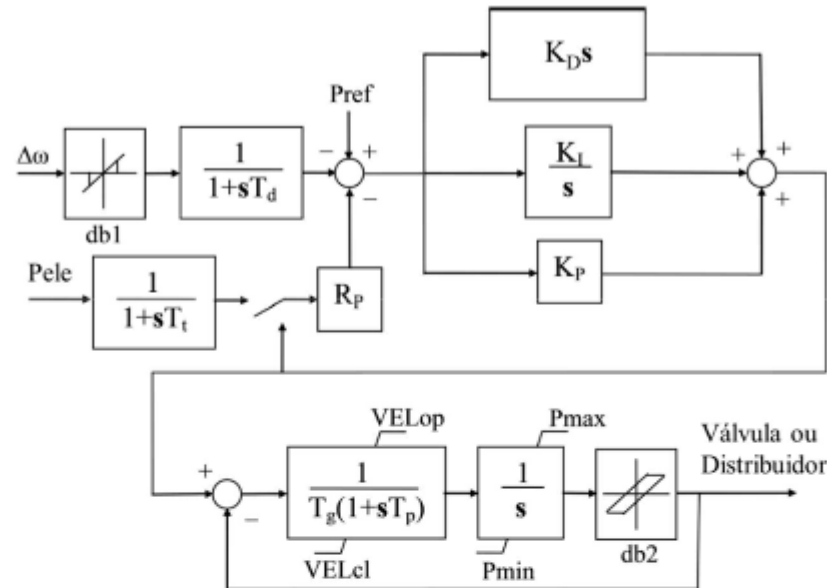 K_D s
Pref
Δω
1
1+sT_d
−
+
−
K_I
s
+
+
+
db1
Pele
1
1+sT_t
R_P
K_P
VELop
Pmax
Válvula ou
Distribuidor
+
−
1
T_g(1+sT_p)
1
s
VELcl
Pmin
db2